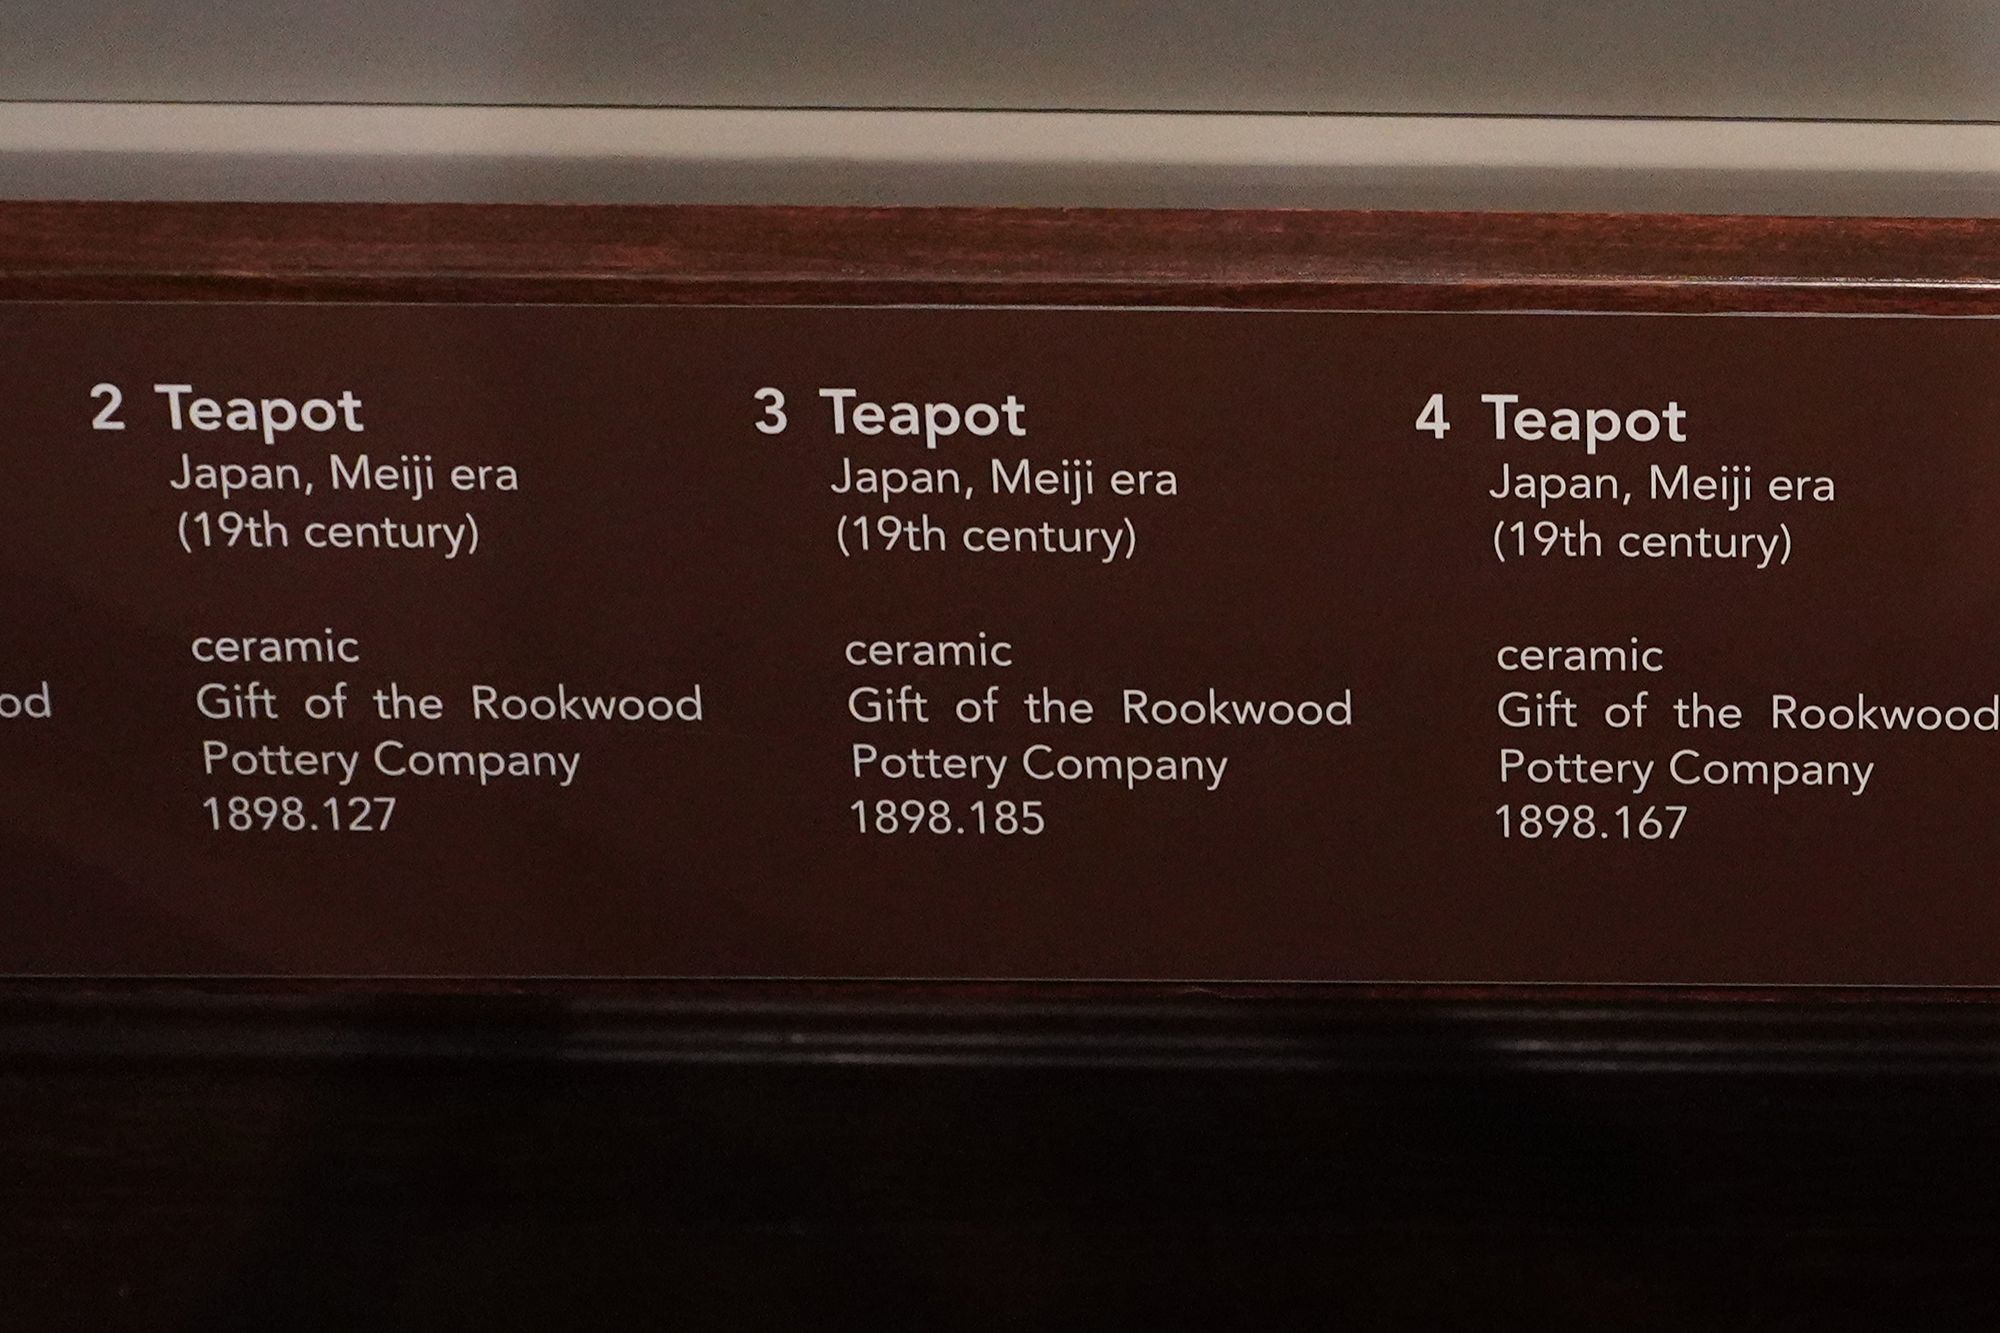 od
2 Teapot
Japan, Meiji era
(19th century)
ceramic
Gift of the Rookwood
Pottery Company
1898.127
3 Teapot
Japan, Meiji era
(19th century)
ceramic
Gift of the Rookwood
Pottery Company
1898.185
4 Teapot
Japan, Meiji era
(19th century)
ceramic
Gift of the Rookwood
Pottery Company
1898.167